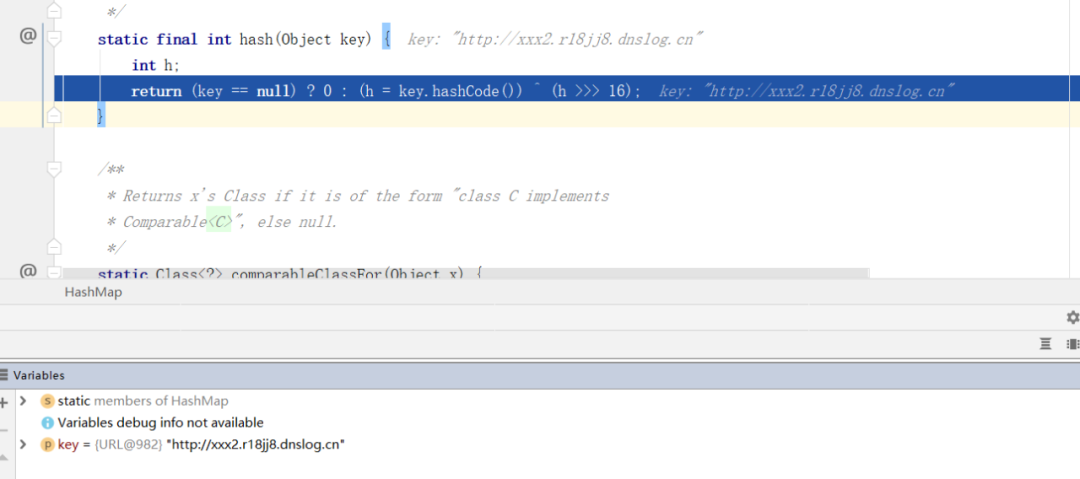 */
@ static final int hash(Object key) { key: "http://xxx2.r18jj8.dnslog.cn"
int h;
return (key == null) ? 0 : (h = key.hashCode()) ^ (h >>> 16); key: "http://xxx2.r18jj8.dnslog.cn"
}
/**
* Returns x's Class if it is of the form "class C implements
* Comparable<C>", else null.
*/
@ static Class<?> comparableClassFor(Object x) {
HashMap
Variables
s static members of HashMap
i Variables debug info not available
p key = {URL@982} "http://xxx2.r18jj8.dnslog.cn"